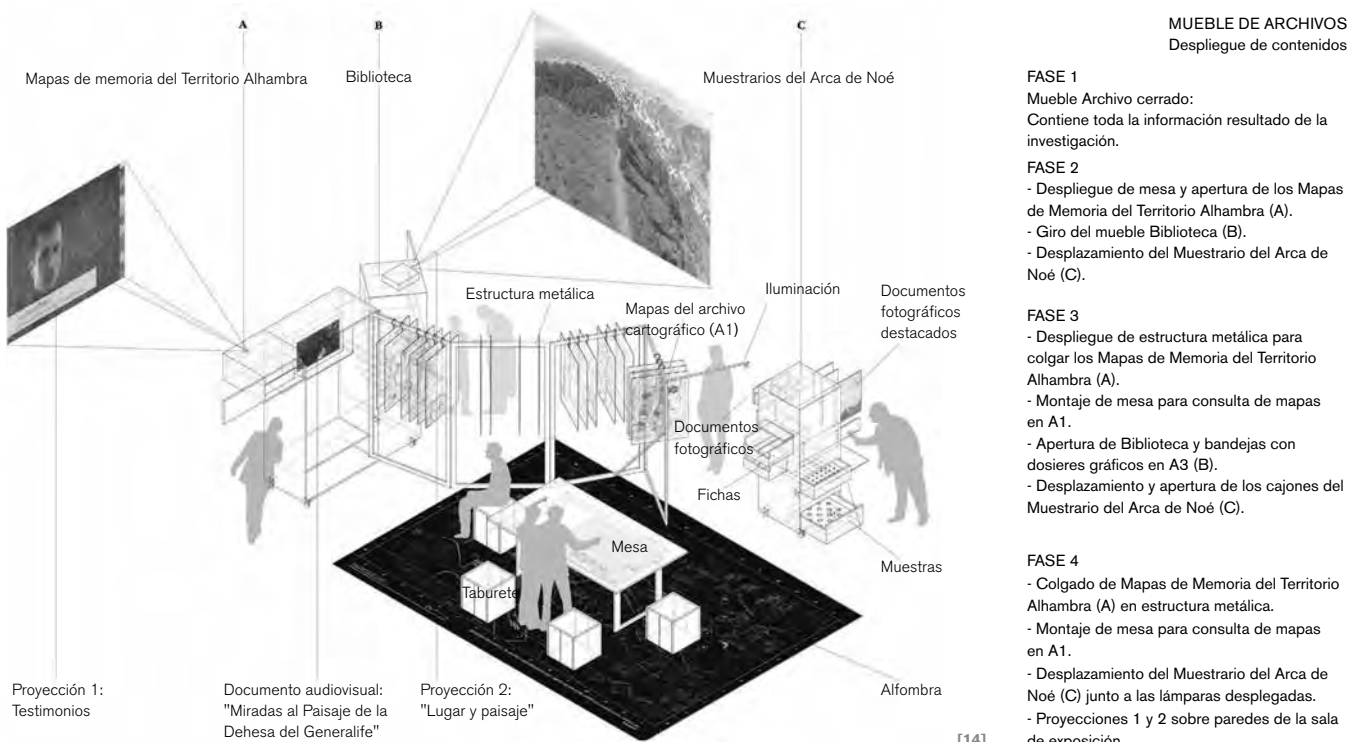 A
B
C
Mapas de memoria del Territorio Alhambra
Biblioteca
Muestrarios del Arca de Noé
Estructura metálica
Mapas del archivo
cartográfico (A1)
Iluminación
Documentos
fotográficos
destacados
Documentos
fotográficos
Fichas
Mesa
Muestras
Taburete
Proyección 1:
Testimonios
Documento audiovisual:
"Miradas al Paisaje de la
Dehesa del Generalife"
Proyección 2:
"Lugar y paisaje"
Alfombra
[14]
MUEBLE DE ARCHIVOS
Despliegue de contenidos
FASE 1
Mueble Archivo cerrado:
Contiene toda la información resultado de la
investigación.
FASE 2
- Despliegue de mesa y apertura de los Mapas
de Memoria del Territorio Alhambra (A).
- Giro del mueble Biblioteca (B).
- Desplazamiento del Muestrario del Arca de
Noé (C).
FASE 3
- Despliegue de estructura metálica para
colgar los Mapas de Memoria del Territorio
Alhambra (A).
- Montaje de mesa para consulta de mapas
en A1.
- Apertura de Biblioteca y bandejas con
dosieres gráficos en A3 (B).
- Desplazamiento y apertura de los cajones del
Muestrario del Arca de Noé (C).
FASE 4
- Colgado de Mapas de Memoria del Territorio
Alhambra (A) en estructura metálica.
- Montaje de mesa para consulta de mapas
en A1.
- Desplazamiento del Muestrario del Arca de
Noé (C) junto a las lámparas desplegadas.
- Proyecciones 1 y 2 sobre paredes de la sala
de exposición